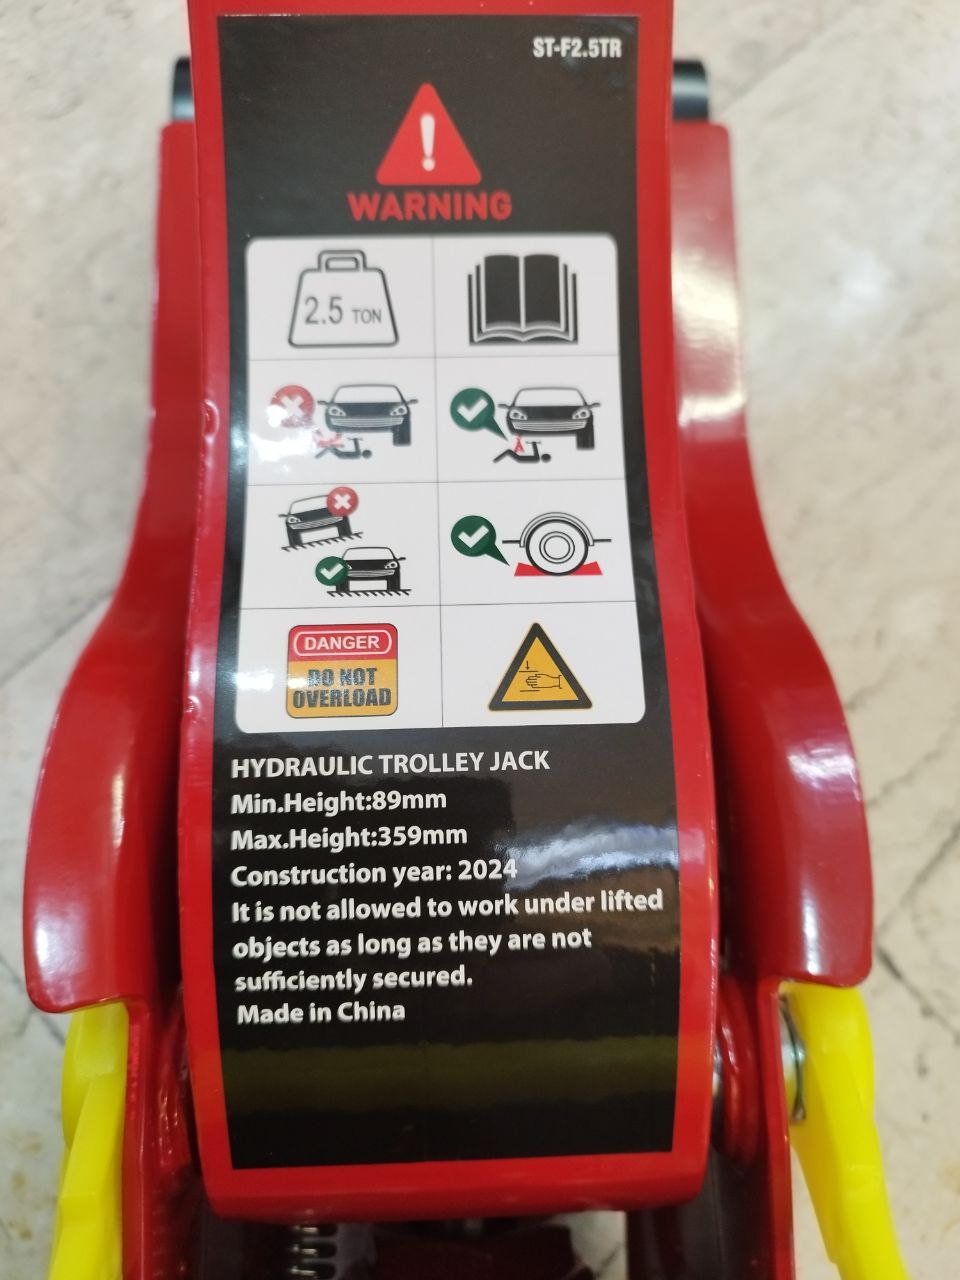 ST-F2.5TR
WARNING
2.5 TON
DANGER
DO NOT
OVERLOAD
HYDRAULIC TROLLEY JACK
Min.Height:89mm
Max.Height:359mm
Construction year: 2024
It is not allowed to work under lifted
objects as long as they are not
sufficiently secured.
Made in China